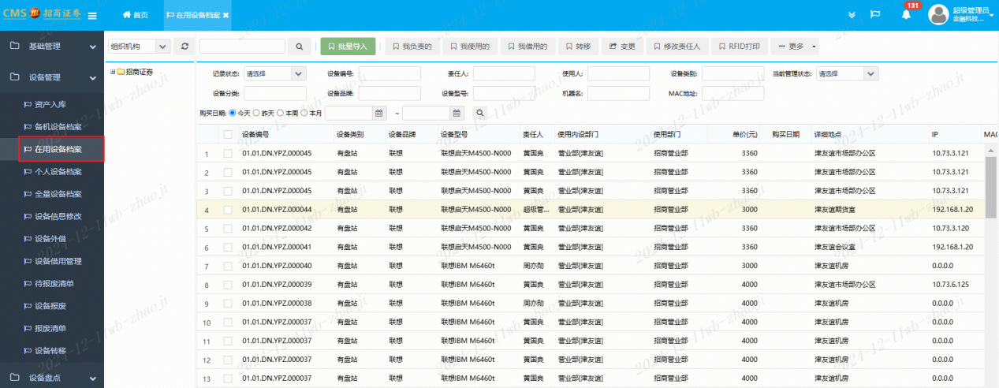 CMS 招商证券 首页 在用设备档案 131 超级管理员
金融科技...
基础管理
设备管理
资产入库
备机设备档案
在用设备档案
个人设备档案
全量设备档案
设备信息修改
设备外借
设备借用管理
待报废清单
设备报废
报废清单
设备转移
设备盘点
组织机构
招商证券
批量导入 我负责的 我使用的 我借用的 转移 变更 修改责任人 RFID打印 更多
记录状态: 请选择 设备编号: 责任人: 使用人: 设备类别: 当前管理状态: 请选择
设备分类: 设备品牌: 设备型号: 机器名: MAC地址:
购买日期: 今天 昨天 本周 本月 ~
设备编号 设备类别 设备品牌 设备型号 责任人 使用内设部门 使用部门 单价(元) 购买日期 详细地点 IP MAC
1 01.01.DN.YPZ.000045 有盘站 联想 联想启天M4500-N000 黄国良 营业部[津友谊] 招商营业部 3360 津友谊市场部办公区 10.73.3.121
2 01.01.DN.YPZ.000045 有盘站 联想 联想启天M4500-N000 黄国良 营业部[津友谊] 招商营业部 3360 津友谊市场部办公区 10.73.3.121
3 01.01.DN.YPZ.000045 有盘站 联想 联想启天M4500-N000 黄国良 营业部[津友谊] 招商营业部 3360 津友谊市场部办公区 10.73.3.121
4 01.01.DN.YPZ.000044 有盘站 联想 联想启天M4500-N000 超级管... 营业部[津友谊] 招商营业部 3000 津友谊期货室 192.168.1.20
5 01.01.DN.YPZ.000042 有盘站 联想 联想启天M4500-N000 黄国良 营业部[津友谊] 招商营业部 3360 津友谊市场部办公区 10.73.3.120
6 01.01.DN.YPZ.000041 有盘站 联想 联想启天M4500-N000 黄国良 营业部[津友谊] 招商营业部 3360 津友谊会议室 192.168.1.20
7 01.01.DN.YPZ.000040 有盘站 联想 联想IBM M6460t 周亦勋 营业部[津友谊] 招商营业部 3000 津友谊机房 0.0.0.0
8 01.01.DN.YPZ.000039 有盘站 联想 联想IBM M6460t 黄国良 营业部[津友谊] 招商营业部 4000 津友谊市场部办公区 10.73.6.125
9 01.01.DN.YPZ.000038 有盘站 联想 联想IBM M6460t 周亦勋 营业部[津友谊] 招商营业部 4000 津友谊机房 0.0.0.0
10 01.01.DN.YPZ.000037 有盘站 联想 联想IBM M6460t 黄国良 营业部[津友谊] 招商营业部 4000 津友谊机房 0.0.0.0
11 01.01.DN.YPZ.000037 有盘站 联想 联想IBM M6460t 黄国良 营业部[津友谊] 招商营业部 4000 津友谊机房 0.0.0.0
12 01.01.DN.YPZ.000037 有盘站 联想 联想IBM M6460t 黄国良 营业部[津友谊] 招商营业部 4000 津友谊机房 0.0.0.0
13 01.01.DN.YPZ.000037 有盘站 联想 联想IBM M6460t 黄国良 营业部[津友谊] 招商营业部 4000 津友谊机房 0.0.0.0